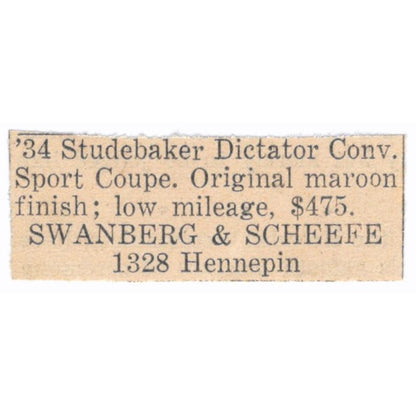 '34 Studebaker Dictator Conv.
Sport Coupe. Original maroon
finish; low mileage, $475.
SWANBERG & SCHEEFE
1328 Hennepin